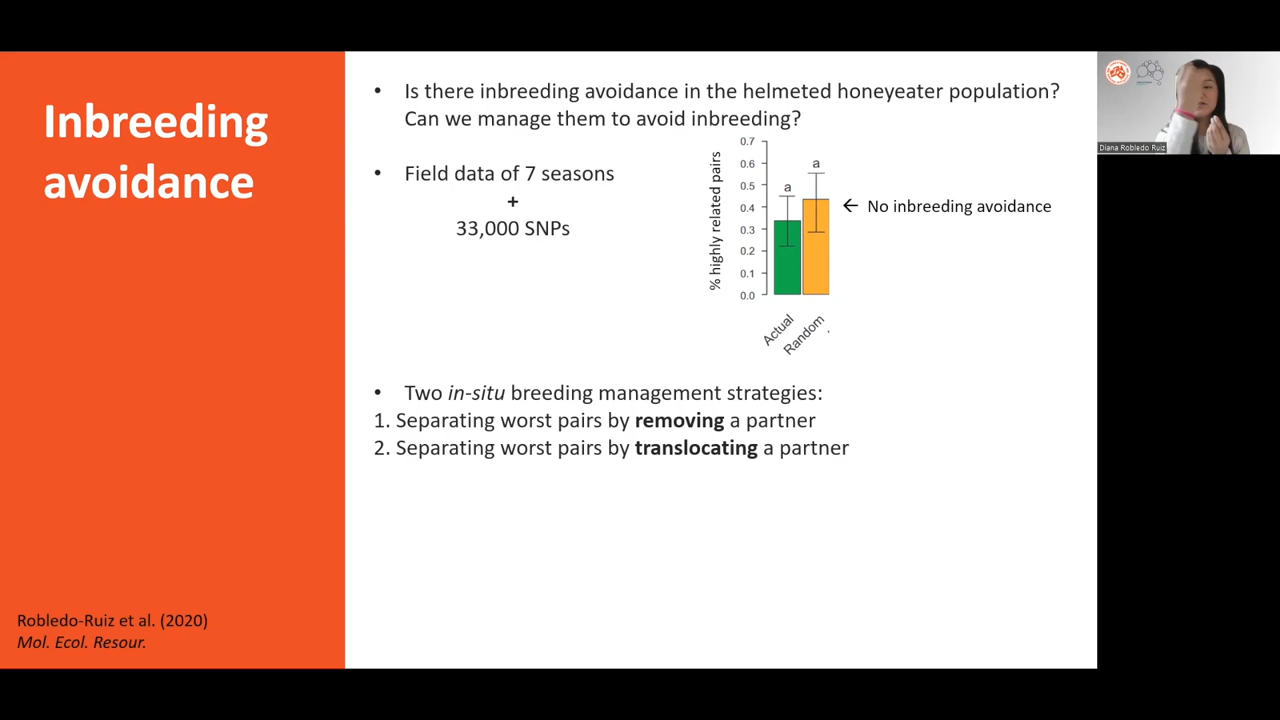 Inbreeding
avoidance
• Is there inbreeding avoidance in the helmeted honeyeater population?
Can we manage them to avoid inbreeding?
• Field data of 7 seasons
+
33,000 SNPs
% highly related pairs
0.7
0.6
0.5
0.4
0.3
0.2
0.1
0.0
a
a
Actual
Random
← No inbreeding avoidance
• Two in-situ breeding management strategies:
1. Separating worst pairs by removing a partner
2. Separating worst pairs by translocating a partner
Robledo-Ruiz et al. (2020)
Mol. Ecol. Resour.
Diana Robledo Ruiz